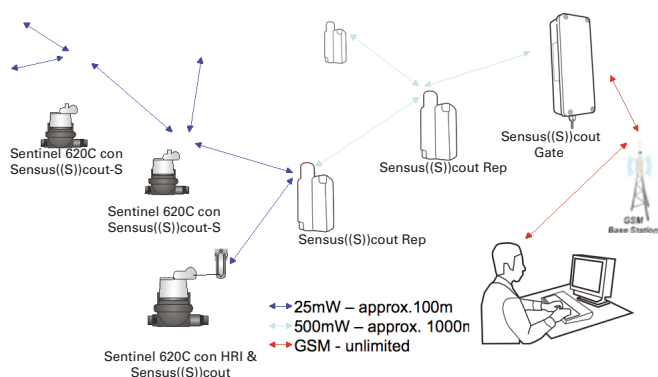 Sentinel 620C con
Sensus((S))cout-S
Sentinel 620C con
Sensus((S))cout-S
Sensus((S))cout Rep
Sensus((S))cout Rep
Sensus((S))cout
Gate
GSM
Base Station
25mW – approx.100m
500mW – approx. 1000m
GSM - unlimited
Sentinel 620C con HRI &
Sensus((S))cout